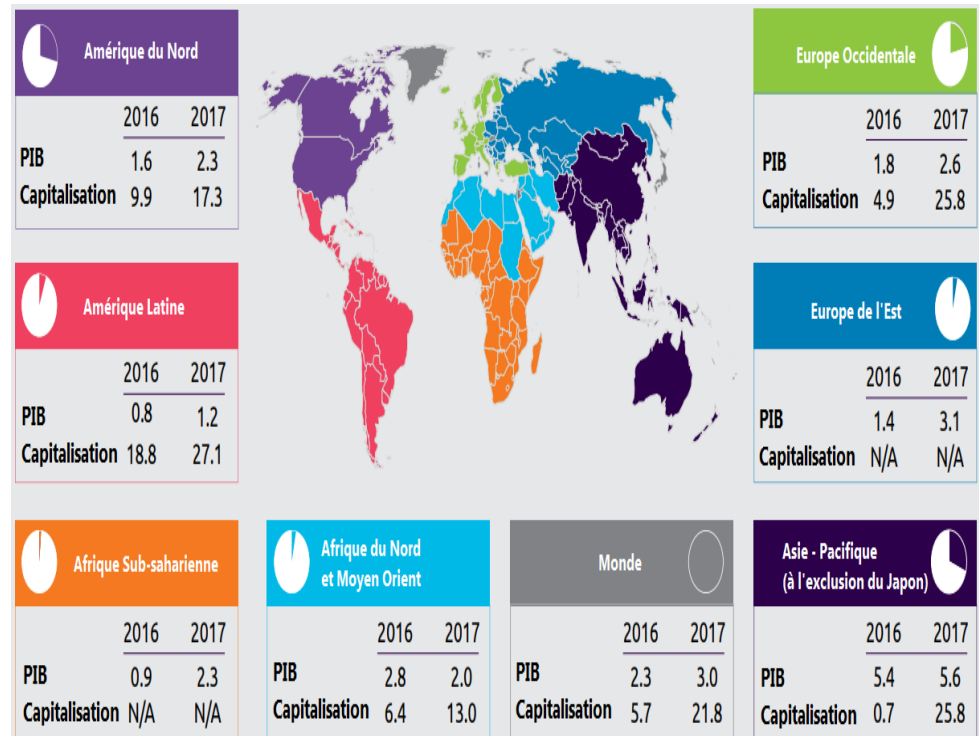 Amérique du Nord
2016 2017
PIB 1.6 2.3
Capitalisation 9.9 17.3
Europe Occidentale
2016 2017
PIB 1.8 2.6
Capitalisation 4.9 25.8
Amérique Latine
2016 2017
PIB 0.8 1.2
Capitalisation 18.8 27.1
Europe de l'Est
2016 2017
PIB 1.4 3.1
Capitalisation N/A N/A
Afrique Sub-saharienne
2016 2017
PIB 0.9 2.3
Capitalisation N/A N/A
Afrique du Nord
et Moyen Orient
2016 2017
PIB 2.8 2.0
Capitalisation 6.4 13.0
Monde
2016 2017
PIB 2.3 3.0
Capitalisation 5.7 21.8
Asie - Pacifique
(à l'exclusion du Japon)
2016 2017
PIB 5.4 5.6
Capitalisation 0.7 25.8